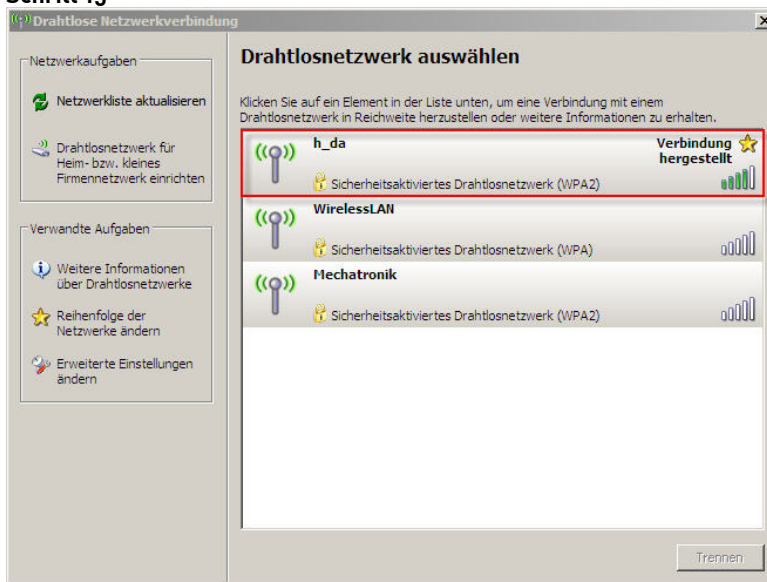 Drahtlose Netzwerkverbindung
Netzwerkaufgaben
Netzwerkliste aktualisieren
Drahtlosnetzwerk für
Heim- bzw. kleines
Firmennetzwerk einrichten
Verwandte Aufgaben
Weitere Informationen
über Drahtlosnetzwerke
Reihenfolge der
Netzwerke ändern
Erweiterte Einstellungen
ändern
Drahtlosnetzwerk auswählen
Klicken Sie auf ein Element in der Liste unten, um eine Verbindung mit einem
Drahtlosnetzwerk in Reichweite herzustellen oder weitere Informationen zu erhalten.
h_da
Verbindung
hergestellt
Sicherheitsaktiviertes Drahtlosnetzwerk (WPA2)
WirelessLAN
Sicherheitsaktiviertes Drahtlosnetzwerk (WPA)
Mechatronik
Sicherheitsaktiviertes Drahtlosnetzwerk (WPA2)
Trennen